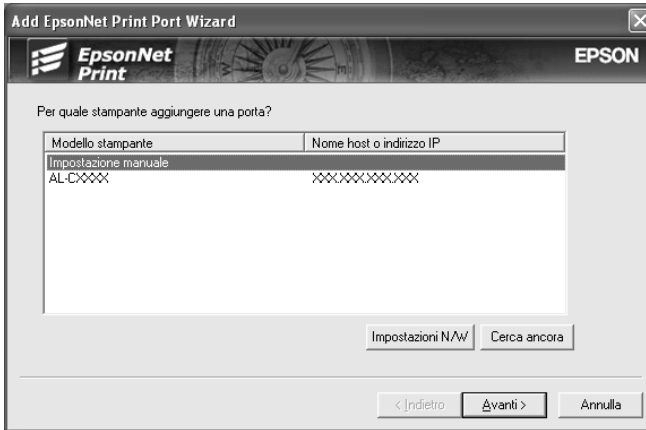 Add EpsonNet Print Port Wizard
EpsonNet
Print
EPSON
Per quale stampante aggiungere una porta?
Modello stampante Nome host o indirizzo IP
Impostazione manuale
AL-CXXXX XXX.XXX.XXX.XXX
Impostazioni N/W Cerca ancora
< Indietro Avanti > Annulla